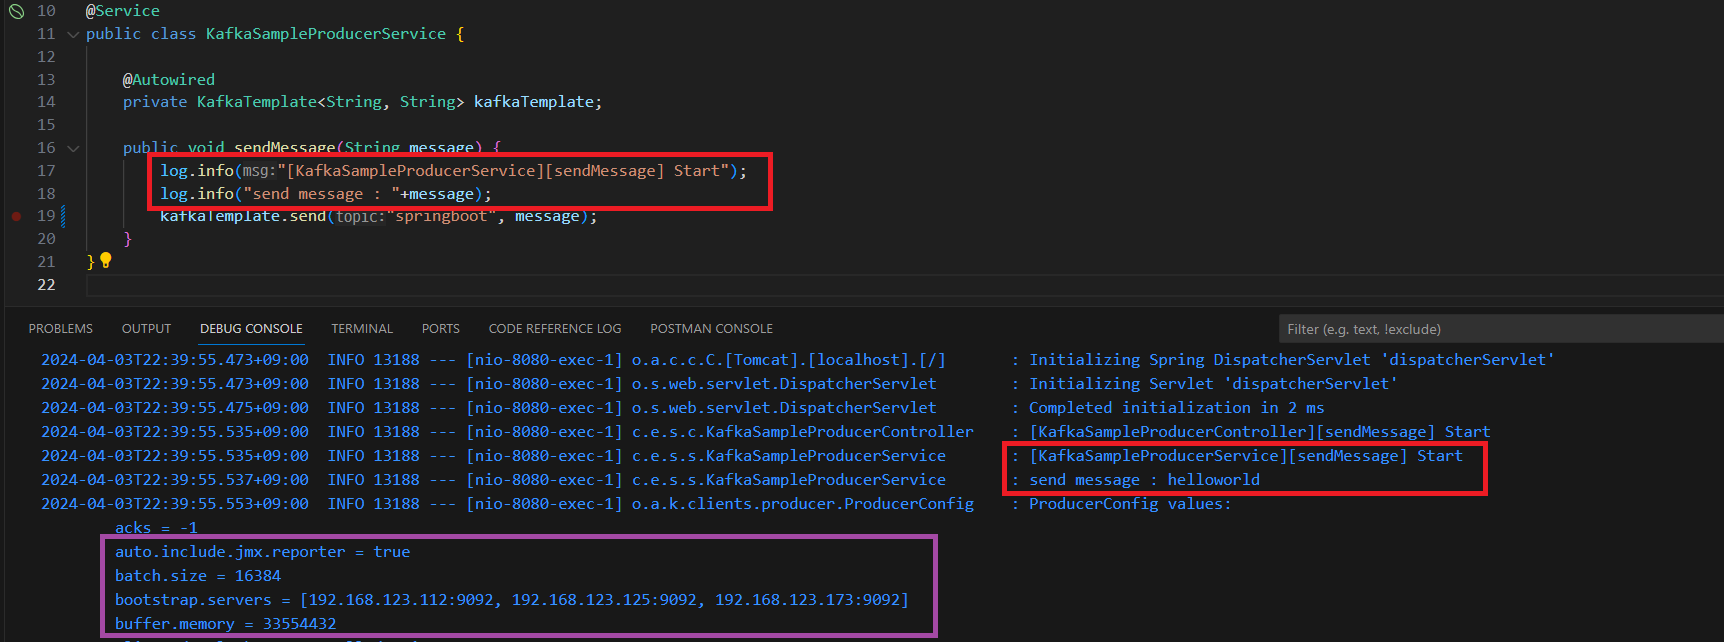 10 @Service
11 public class KafkaSampleProducerService {
12
13 @Autowired
14 private KafkaTemplate<String, String> kafkaTemplate;
15
16 public void sendMessage(String message) {
17 log.info(msg:"[KafkaSampleProducerService][sendMessage] Start");
18 log.info("send message : "+message);
19 kafkaTemplate.send(topic:"springboot", message);
20 }
21 }
22
PROBLEMS OUTPUT DEBUG CONSOLE TERMINAL PORTS CODE REFERENCE LOG POSTMAN CONSOLE Filter (e.g. text, !exclude)
2024-04-03T22:39:55.473+09:00 INFO 13188 --- [nio-8080-exec-1] o.a.c.c.C.[Tomcat].[localhost].[/] : Initializing Spring DispatcherServlet 'dispatcherServlet'
2024-04-03T22:39:55.473+09:00 INFO 13188 --- [nio-8080-exec-1] o.s.web.servlet.DispatcherServlet : Initializing Servlet 'dispatcherServlet'
2024-04-03T22:39:55.475+09:00 INFO 13188 --- [nio-8080-exec-1] o.s.web.servlet.DispatcherServlet : Completed initialization in 2 ms
2024-04-03T22:39:55.535+09:00 INFO 13188 --- [nio-8080-exec-1] c.e.s.c.KafkaSampleProducerController : [KafkaSampleProducerController][sendMessage] Start
2024-04-03T22:39:55.535+09:00 INFO 13188 --- [nio-8080-exec-1] c.e.s.s.KafkaSampleProducerService : [KafkaSampleProducerService][sendMessage] Start
2024-04-03T22:39:55.537+09:00 INFO 13188 --- [nio-8080-exec-1] c.e.s.s.KafkaSampleProducerService : send message : helloworld
2024-04-03T22:39:55.553+09:00 INFO 13188 --- [nio-8080-exec-1] o.a.k.clients.producer.ProducerConfig : ProducerConfig values:
acks = -1
auto.include.jmx.reporter = true
batch.size = 16384
bootstrap.servers = [192.168.123.112:9092, 192.168.123.125:9092, 192.168.123.173:9092]
buffer.memory = 33554432